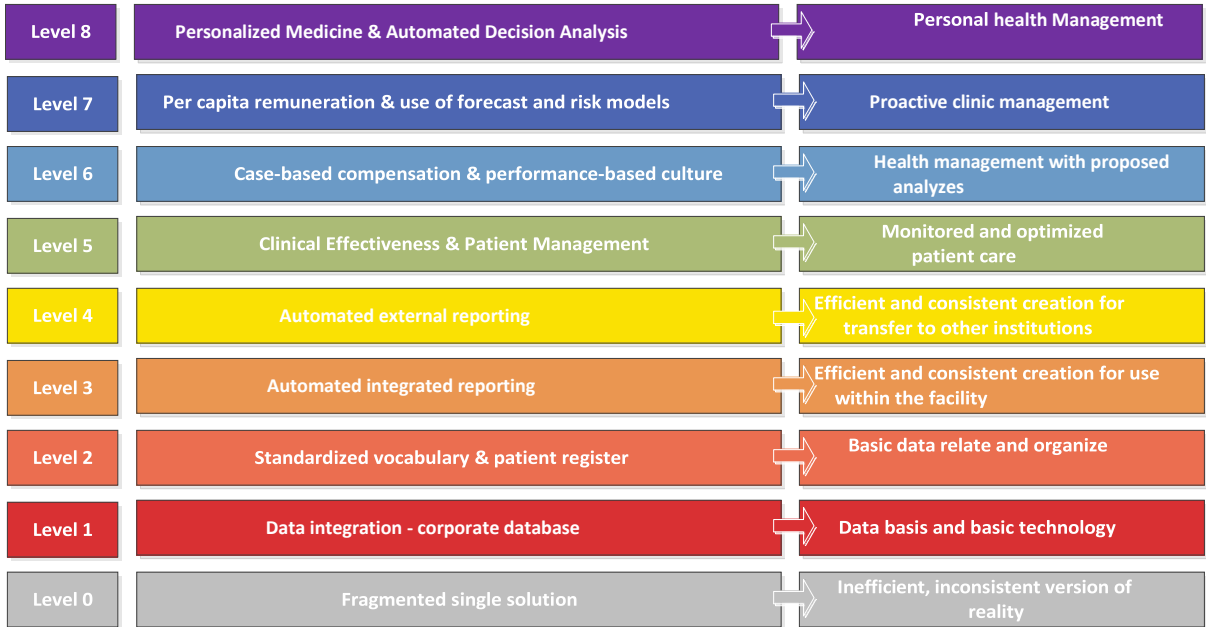 Level 8
Personalized Medicine & Automated Decision Analysis
Personal health Management
Level 7
Per capita remuneration & use of forecast and risk models
Proactive clinic management
Level 6
Case-based compensation & performance-based culture
Health management with proposed
analyzes
Level 5
Clinical Effectiveness & Patient Management
Monitored and optimized
patient care
Level 4
Automated external reporting
Efficient and consistent creation for
transfer to other institutions
Level 3
Automated integrated reporting
Efficient and consistent creation for use
within the facility
Level 2
Standardized vocabulary & patient register
Basic data relate and organize
Level 1
Data integration - corporate database
Data basis and basic technology
Level 0
Fragmented single solution
Inefficient, inconsistent version of
reality